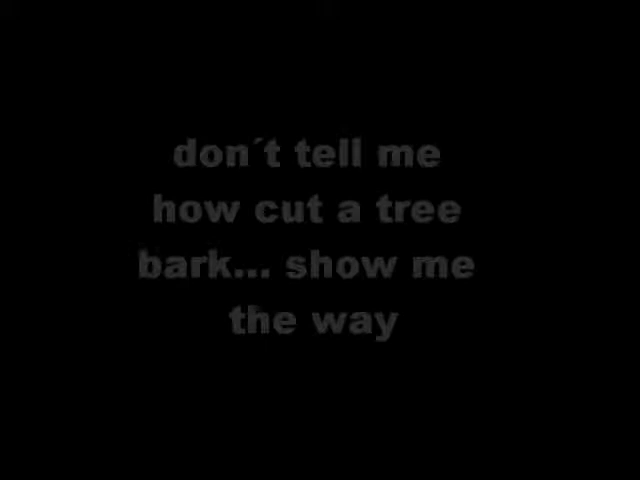 don´t tell me
how cut a tree
bark... show me
the way